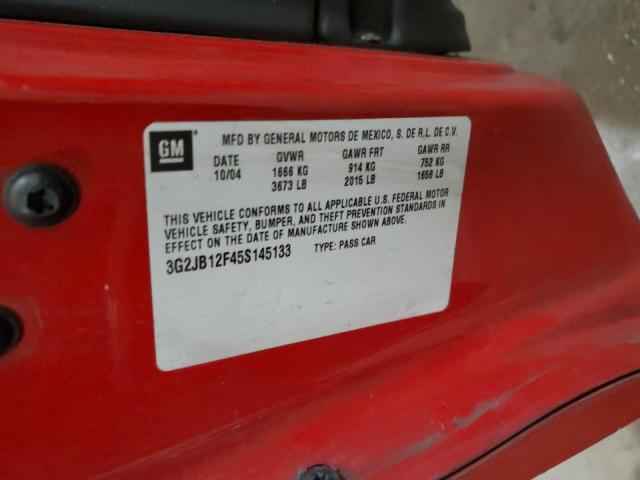 GM ® MFD BY GENERAL MOTORS DE MEXICO, S. DE R.L. DE C.V.
DATE GVWR GAWR FRT GAWR RR
10/04 1666 KG 914 KG 752 KG
3673 LB 2015 LB 1658 LB
THIS VEHICLE CONFORMS TO ALL APPLICABLE U.S. FEDERAL MOTOR
VEHICLE SAFETY, BUMPER, AND THEFT PREVENTION STANDARDS IN
EFFECT ON THE DATE OF MANUFACTURE SHOWN ABOVE.
3G2JB12F45S145133 TYPE: PASS CAR